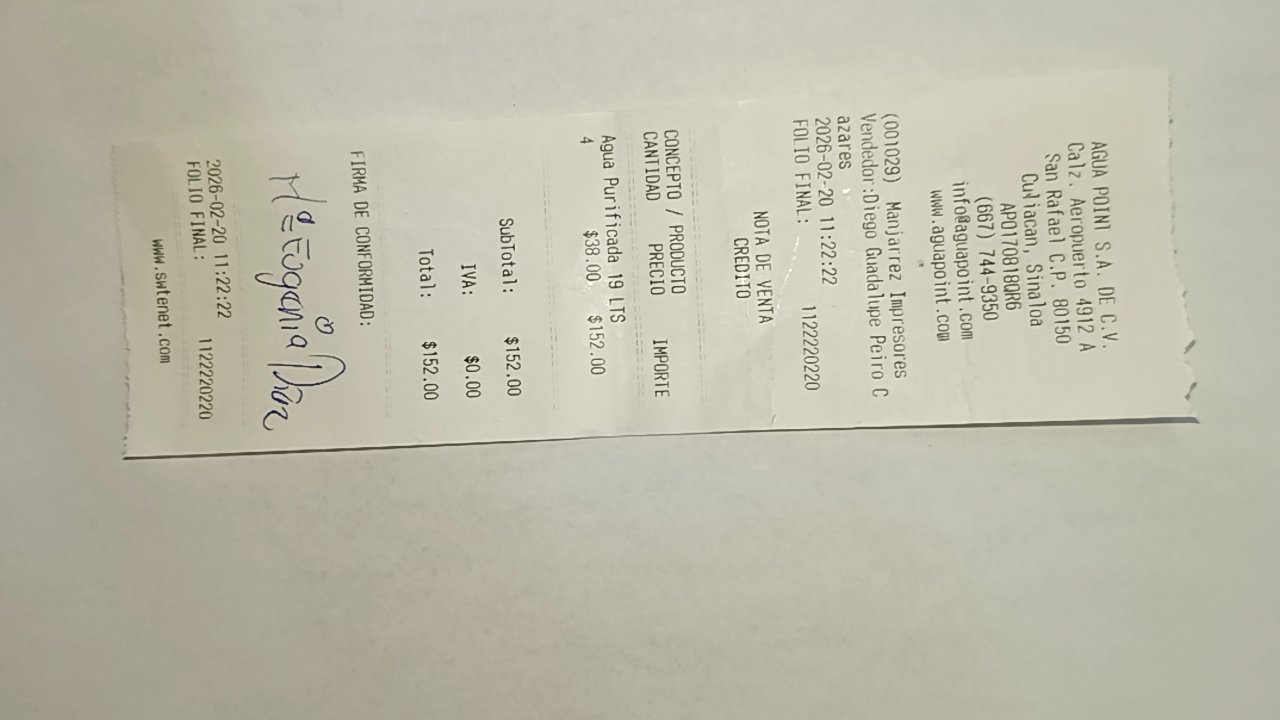 AGUA POINT S.A. DE C.V.
Calz. Aeropuerto 4912 A
San Rafael C.P. 80150
Culiacan, Sinaloa
APO170818QR6
(667) 744-9350
info@aguapoint.com
www.aguapoint.com
(001029) Manjarrez Impresores
Vendedor:Diego Guadalupe Peiro C
azares
2026-02-20 11:22:22
FOLIO FINAL: 1122220220
NOTA DE VENTA
CREDITO
CONCEPTO / PRODUCTO
CANTIDAD PRECIO IMPORTE
Agua Purificada 19 LTS
4 $38.00 $152.00
SubTotal: $152.00
IVA: $0.00
Total: $152.00
FIRMA DE CONFORMIDAD:
Mª Eugenia Díaz
2026-02-20 11:22:22
FOLIO FINAL: 1122220220
www.swtenet.com